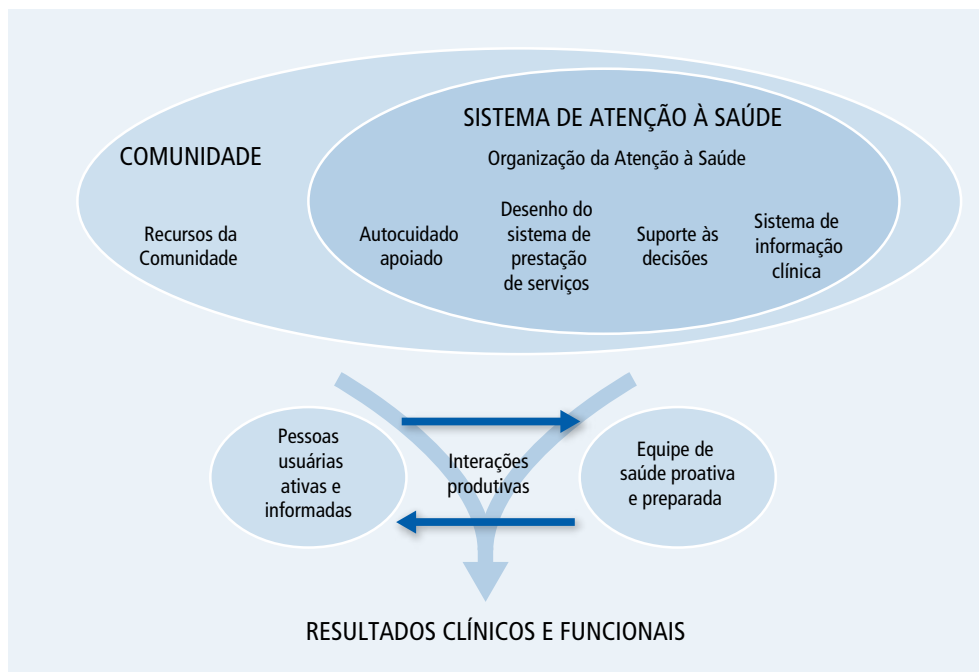 SISTEMA DE ATENÇÃO À SAÚDE
COMUNIDADE
Organização da Atenção à Saúde
Recursos da
Comunidade
Autocuidado
apoiado
Desenho do
sistema de
prestação
de serviços
Suporte às
decisões
Sistema de
informação
clínica
Pessoas
usuárias
ativas e
informadas
Interações
produtivas
Equipe de
saúde proativa
e preparada
RESULTADOS CLÍNICOS E FUNCIONAIS